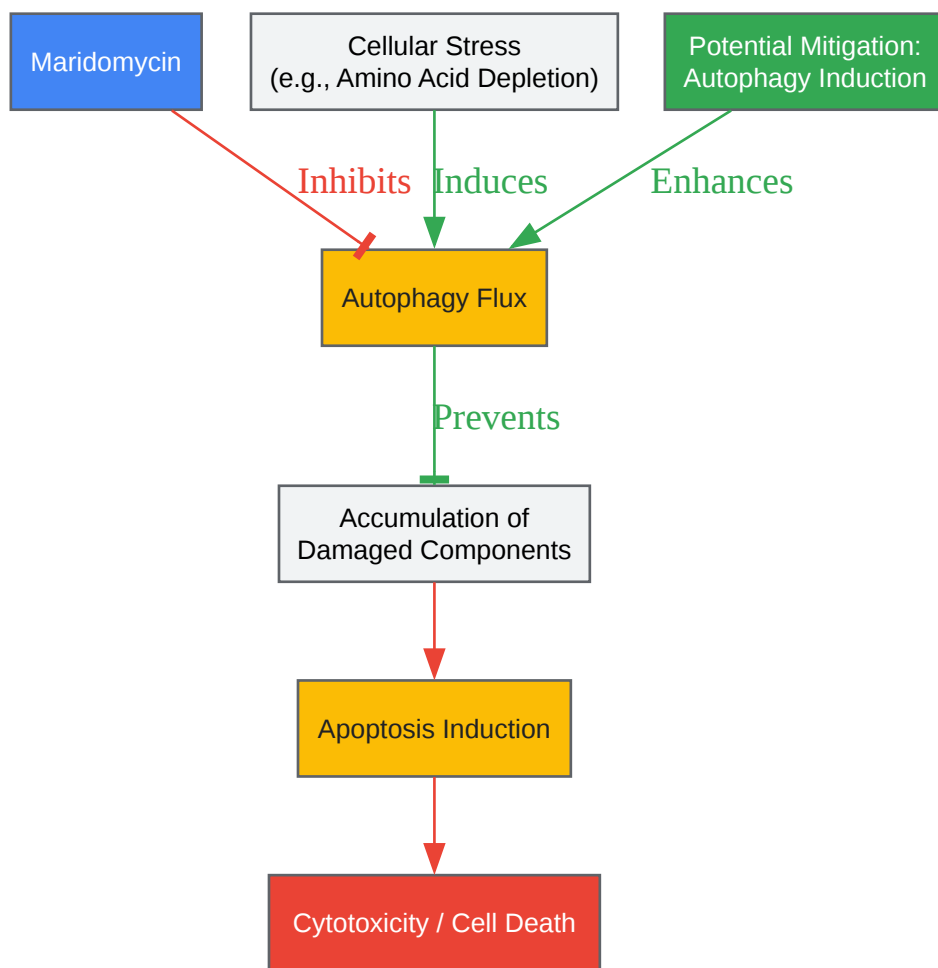 Maridomycin
Cellular Stress
(e.g., Amino Acid Depletion)
Potential Mitigation:
Autophagy Induction
Inhibits
Induces
Enhances
Autophagy Flux
Prevents
Accumulation of
Damaged Components
Apoptosis Induction
Cytotoxicity / Cell Death